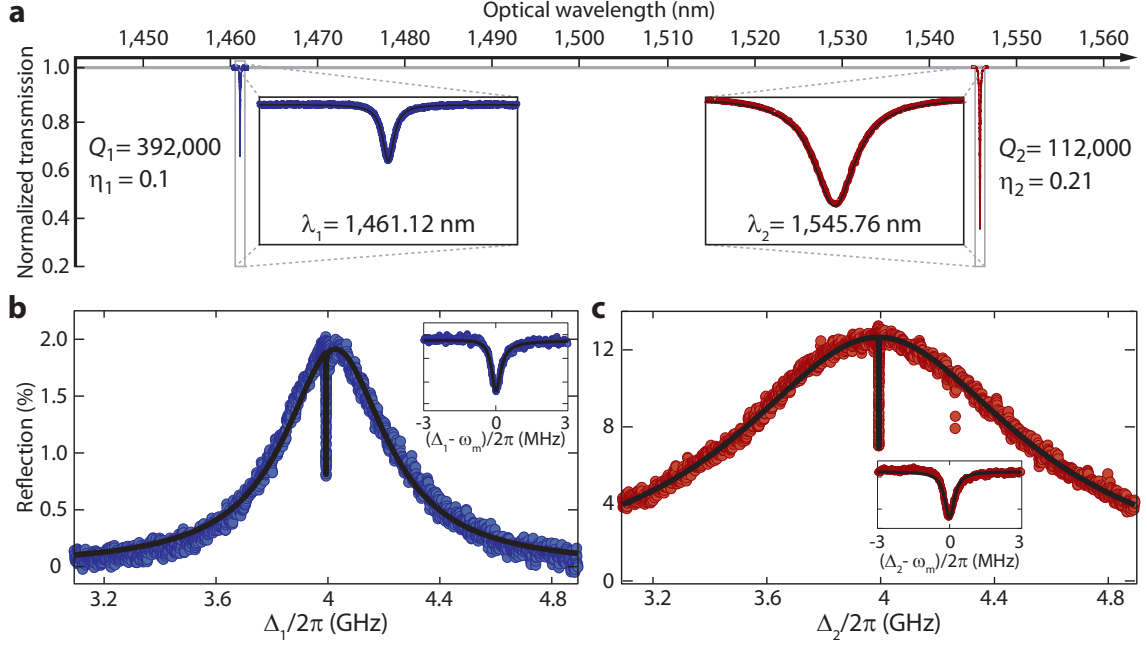 a
Optical wavelength (nm)
1,450 1,460 1,470 1,480 1,490 1,500 1,510 1,520 1,530 1,540 1,550 1,560
Normalized transmission
1.0
0.8
0.6
0.4
0.2
Q₁= 392,000
η₁ = 0.1
λ₁= 1,461.12 nm
λ₂= 1,545.76 nm
Q₂= 112,000
η₂ = 0.21
b
Reflection (%)
2.0
1.5
1.0
0.5
0
3.2 3.6 4 4.4 4.8
Δ₁/2π (GHz)
-3 0 3
(Δ₁- ωₘ)/2π (MHz)
c
12
8
4
0
3.2 3.6 4 4.4 4.8
Δ₂/2π (GHz)
-3 0 3
(Δ₂- ωₘ)/2π (MHz)